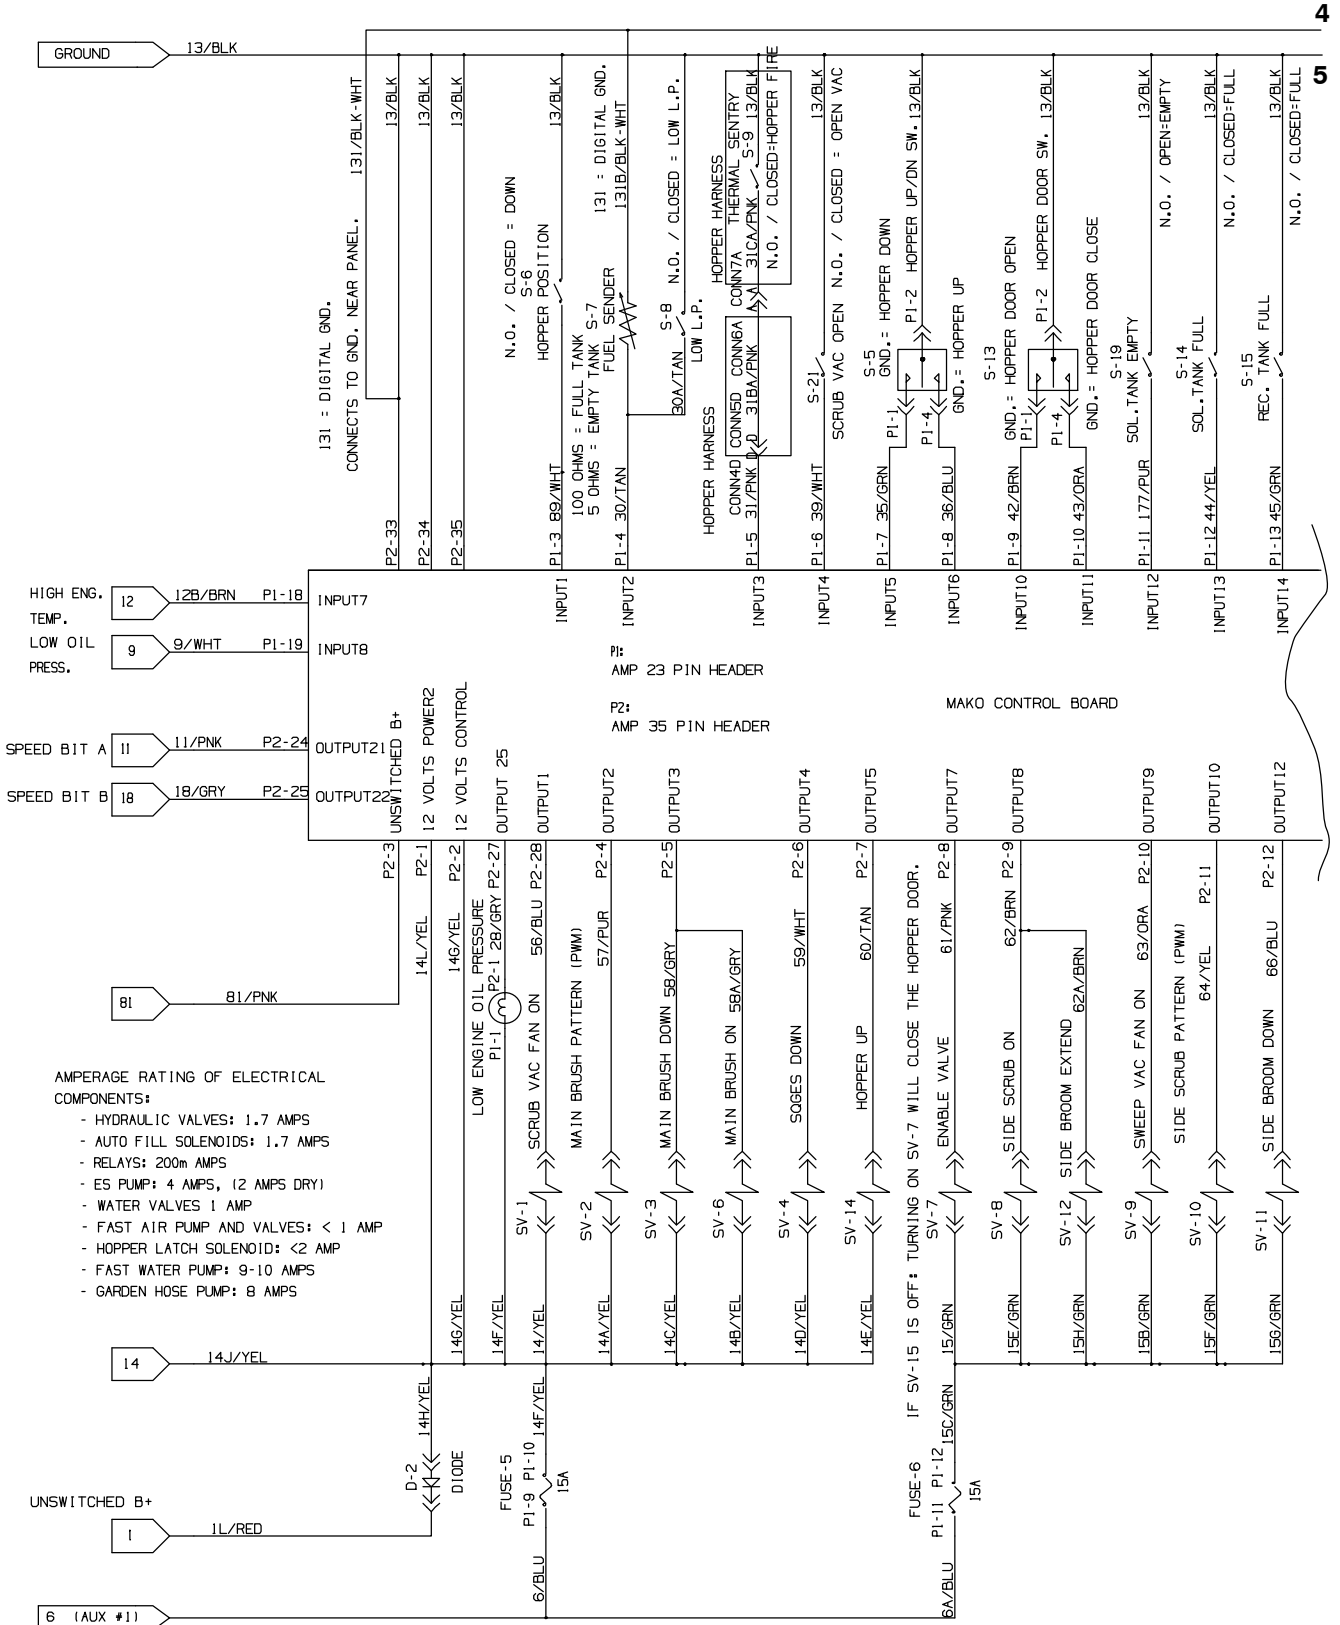 4
5
GROUND
13/BLK
131/BLK-WHT
13/BLK
13/BLK
13/BLK
13/BLK
131 = DIGITAL GND.
131B/BLK-WHT
N.O. / CLOSED = LOW L.P.
13/BLK
13/BLK
13/BLK
13/BLK
13/BLK
13/BLK
13/BLK
131 = DIGITAL GND.
CONNECTS TO GND. NEAR PANEL.
N.O. / CLOSED = DOWN
S-6
HOPPER POSITION
100 OHMS = FULL TANK
5 OHMS = EMPTY TANK
S-7
FUEL SENDER
S-8
LOW L.P.
30A/TAN
HOPPER HARNESS
THERMAL SENTRY
S-9
CONN7A
31CA/PNK
N.O. / CLOSED=HOPPER FIRE
A A
HOPPER HARNESS
CONN4D CONN5D CONN6A
31/PNK D D 31BA/PNK
S-21
SCRUB VAC OPEN N.O. / CLOSED = OPEN VAC
S-5
GND.= HOPPER DOWN
P1-2 HOPPER UP/DN SW.
GND.= HOPPER UP
P1-1
P1-4
S-13
GND.= HOPPER DOOR OPEN
P1-2 HOPPER DOOR SW.
GND.= HOPPER DOOR CLOSE
P1-1
P1-4
S-19
SOL.TANK EMPTY
N.O. / OPEN=EMPTY
S-14
SOL.TANK FULL
N.O. / CLOSED=FULL
S-15
REC. TANK FULL
N.O. / CLOSED=FULL
P2-33
P2-34
P2-35
P1-3 89/WHT
P1-4 30/TAN
P1-5
P1-6 39/WHT
P1-7 35/GRN
P1-8 36/BLU
P1-9 42/BRN
P1-10 43/ORA
P1-11 177/PUR
P1-12 44/YEL
P1-13 45/GRN
HIGH ENG.
TEMP.
12
12B/BRN P1-18
INPUT7
LOW OIL
PRESS.
9
9/WHT P1-19
INPUT8
INPUT1
INPUT2
INPUT3
INPUT4
INPUT5
INPUT6
INPUT10
INPUT11
INPUT12
INPUT13
INPUT14
P1:
AMP 23 PIN HEADER
P2:
AMP 35 PIN HEADER
MAKO CONTROL BOARD
SPEED BIT A
11
11/PNK P2-24
OUTPUT21
SPEED BIT B
18
18/GRY P2-25
OUTPUT22
UNSWITCHED B+
12 VOLTS POWER2
12 VOLTS CONTROL
OUTPUT 25
OUTPUT1
OUTPUT2
OUTPUT3
OUTPUT4
OUTPUT5
OUTPUT7
OUTPUT8
OUTPUT9
OUTPUT10
OUTPUT12
P2-3
14L/YEL P2-1
14G/YEL P2-2
LOW ENGINE OIL PRESSURE
P1-1 P2-1 28/GRY P2-27
SCRUB VAC FAN ON 56/BLU P2-28
MAIN BRUSH PATTERN (PWM) 57/PUR P2-4
MAIN BRUSH DOWN 58/GRY P2-5
MAIN BRUSH ON 58A/GRY
SQGES DOWN 59/WHT P2-6
HOPPER UP 60/TAN P2-7
IF SV-15 IS OFF: TURNING ON SV-7 WILL CLOSE THE HOPPER DOOR.
ENABLE VALVE 61/PNK P2-8
SIDE SCRUB ON 62/BRN P2-9
SIDE BROOM EXTEND 62A/BRN
SWEEP VAC FAN ON 63/ORA P2-10
SIDE SCRUB PATTERN (PWM) 64/YEL P2-11
SIDE BROOM DOWN 66/BLU P2-12
81
81/PNK
AMPERAGE RATING OF ELECTRICAL
COMPONENTS:
- HYDRAULIC VALVES: 1.7 AMPS
- AUTO FILL SOLENOIDS: 1.7 AMPS
- RELAYS: 200m AMPS
- ES PUMP: 4 AMPS, (2 AMPS DRY)
- WATER VALVES 1 AMP
- FAST AIR PUMP AND VALVES: < 1 AMP
- HOPPER LATCH SOLENOID: <2 AMP
- FAST WATER PUMP: 9-10 AMPS
- GARDEN HOSE PUMP: 8 AMPS
SV-1
SV-2
SV-3
SV-6
SV-4
SV-14
SV-7
SV-8
SV-12
SV-9
SV-10
SV-11
14G/YEL
14F/YEL
14/YEL
14A/YEL
14C/YEL
14B/YEL
14D/YEL
14E/YEL
15/GRN
15E/GRN
15H/GRN
15B/GRN
15F/GRN
15G/GRN
14
14J/YEL
14H/YEL
14F/YEL
15C/GRN
D-2
DIODE
FUSE-5
P1-9 P1-10
15A
FUSE-6
P1-11 P1-12
15A
UNSWITCHED B+
1
1L/RED
6/BLU
6A/BLU
6 (AUX #1)